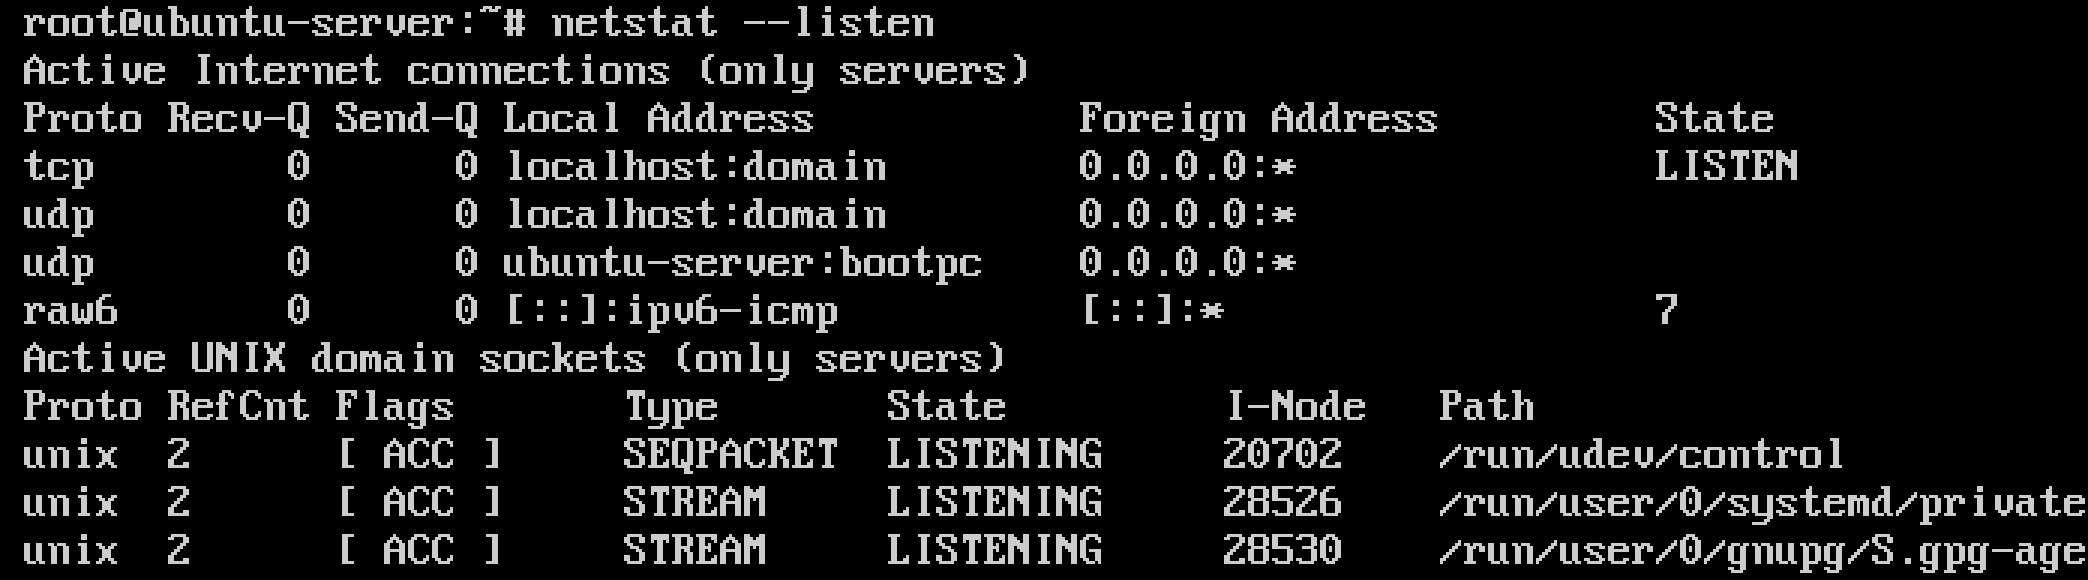 root@ubuntu-server:~# netstat --listen
Active Internet connections (only servers)
Proto Recv-Q Send-Q Local Address           Foreign Address         State
tcp        0      0 localhost:domain        0.0.0.0:*               LISTEN
udp        0      0 localhost:domain        0.0.0.0:*
udp        0      0 ubuntu-server:bootpc    0.0.0.0:*
raw6       0      0 [::]:ipv6-icmp          [::]:*                  7
Active UNIX domain sockets (only servers)
Proto RefCnt Flags       Type       State         I-Node   Path
unix  2      [ ACC ]     SEQPACKET  LISTENING     20702    /run/udev/control
unix  2      [ ACC ]     STREAM     LISTENING     28526    /run/user/0/systemd/private
unix  2      [ ACC ]     STREAM     LISTENING     28530    /run/user/0/gnupg/S.gpg-age